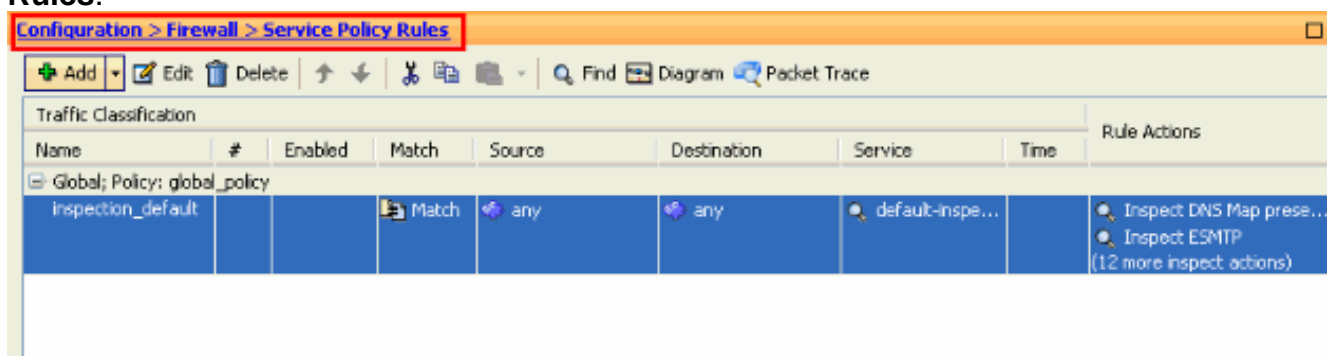 Rules.
Configuration > Firewall > Service Policy Rules
Add Edit Delete Find Diagram Packet Trace
Traffic Classification
Rule Actions
Name # Enabled Match Source Destination Service Time
Global; Policy: global_policy
inspection_default Match any any default-inspe... Inspect DNS Map prese...
Inspect ESMTP
(12 more inspect actions)